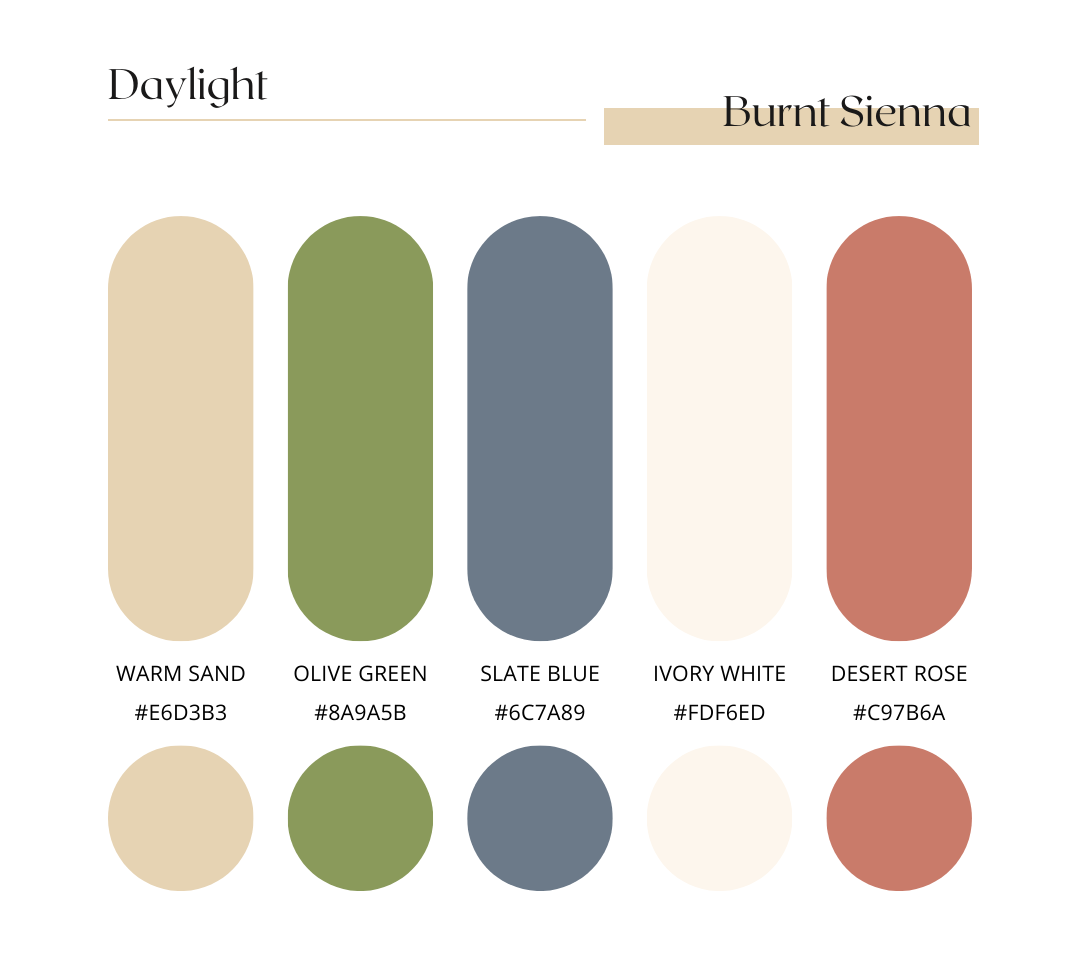 Daylight
Burnt Sienna
WARM SAND
#E6D3B3
OLIVE GREEN
#8A9A5B
SLATE BLUE
#6C7A89
IVORY WHITE
#FDF6ED
DESERT ROSE
#C97B6A